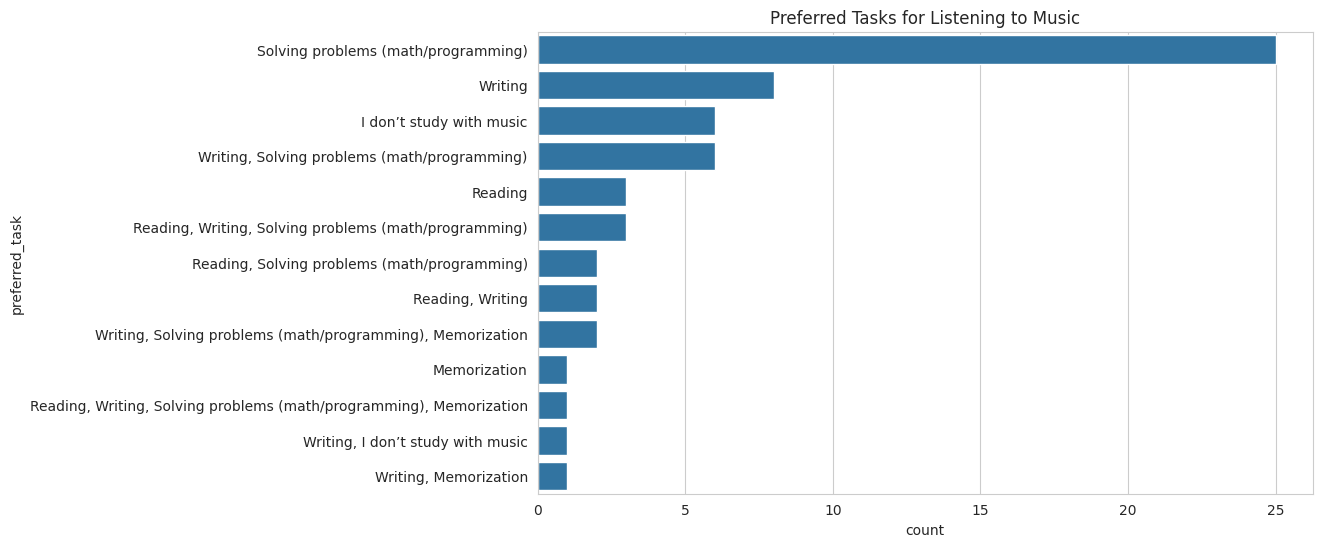 Preferred Tasks for Listening to Music
Solving problems (math/programming)
Writing
I don’t study with music
Writing, Solving problems (math/programming)
Reading
Reading, Writing, Solving problems (math/programming)
Reading, Solving problems (math/programming)
Reading, Writing
Writing, Solving problems (math/programming), Memorization
Memorization
Reading, Writing, Solving problems (math/programming), Memorization
Writing, I don’t study with music
Writing, Memorization
preferred_task
0 5 10 15 20 25
count